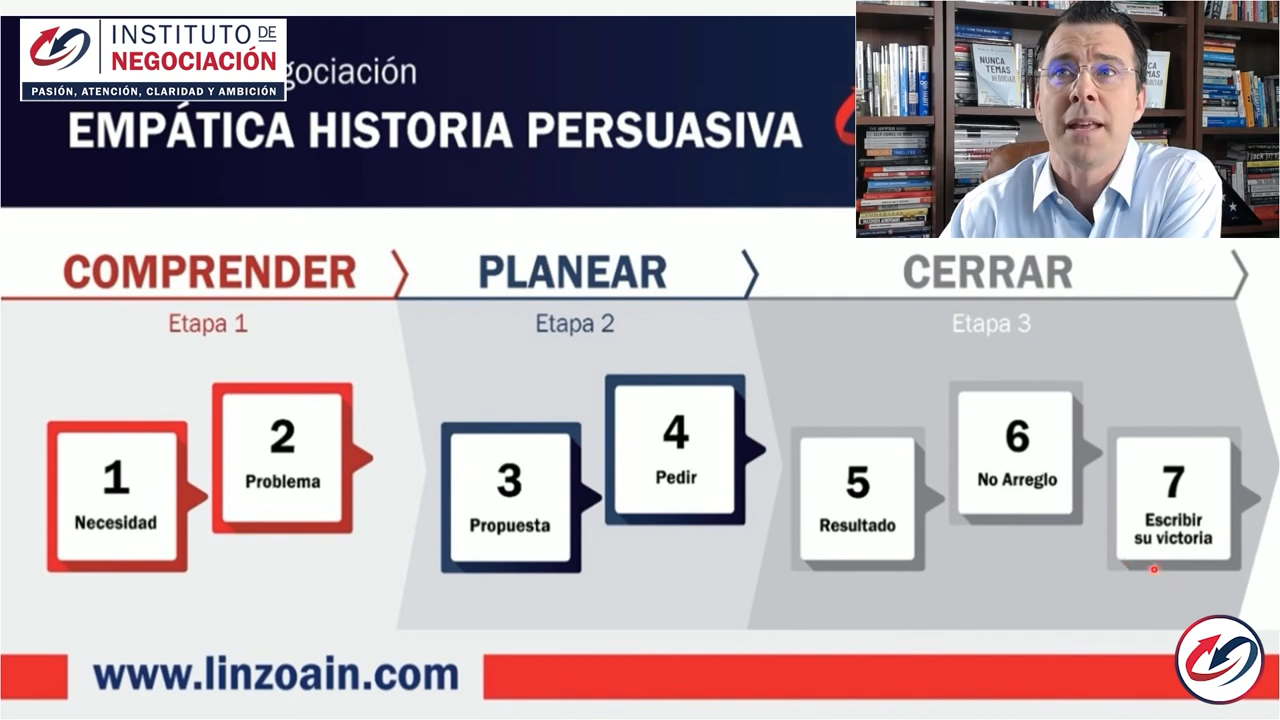 INSTITUTO DE
NEGOCIACIÓN
PASIÓN, ATENCIÓN, CLARIDAD Y AMBICIÓN
EMPÁTICA HISTORIA PERSUASIVA
NUNCA
TEMAS
NEGOCIAR
COMPRENDER
PLANEAR
CERRAR
Etapa 1
Etapa 2
Etapa 3
1
Necesidad
2
Problema
3
Propuesta
4
Pedir
5
Resultado
6
No Arreglo
7
Escribir
su victoria
www.linzoain.com